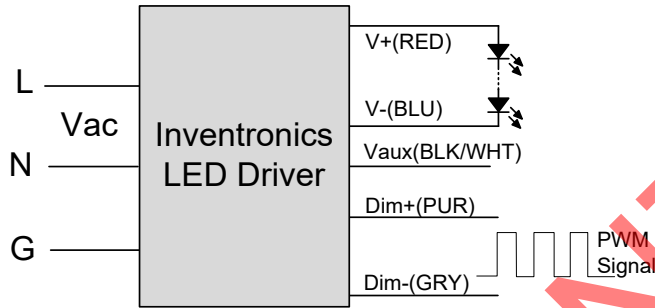 V+(RED)
L
Vac
V-(BLU)
Inventronics
LED Driver
Vaux(BLK/WHT)
N
Dim+(PUR)
G
PWM
Signal
Dim-(GRY)